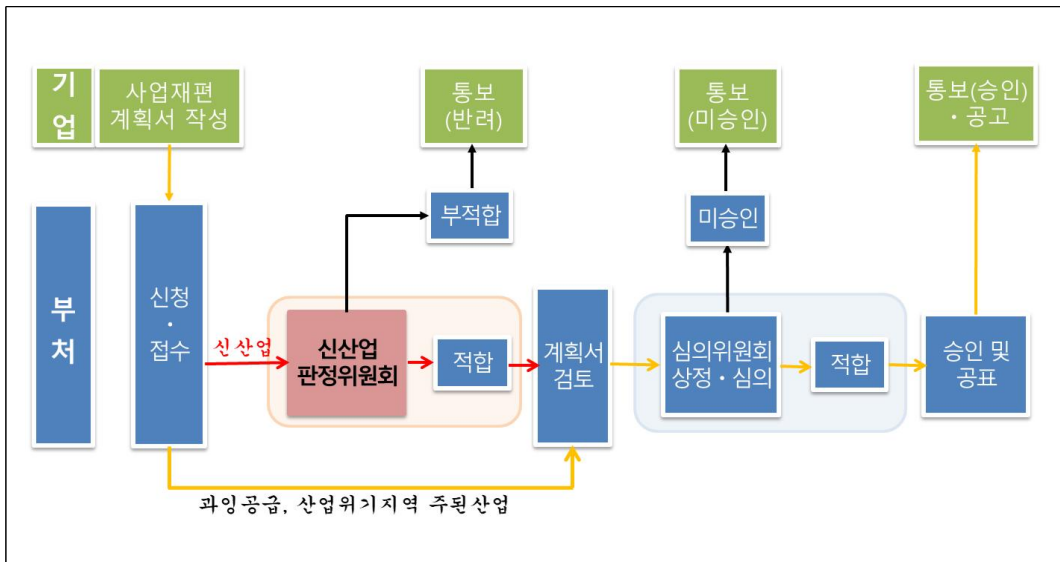 기
업
사업재편
계획서 작성
통보
(반려)
통보
(미승인)
통보(승인)
・공고
부적합
미승인
부
처
신청
・
접수
신산업
신산업
판정위원회
적합
계획서
검토
심의위원회
상정・심의
적합
승인 및
공표
과잉공급, 산업위기지역 주된산업